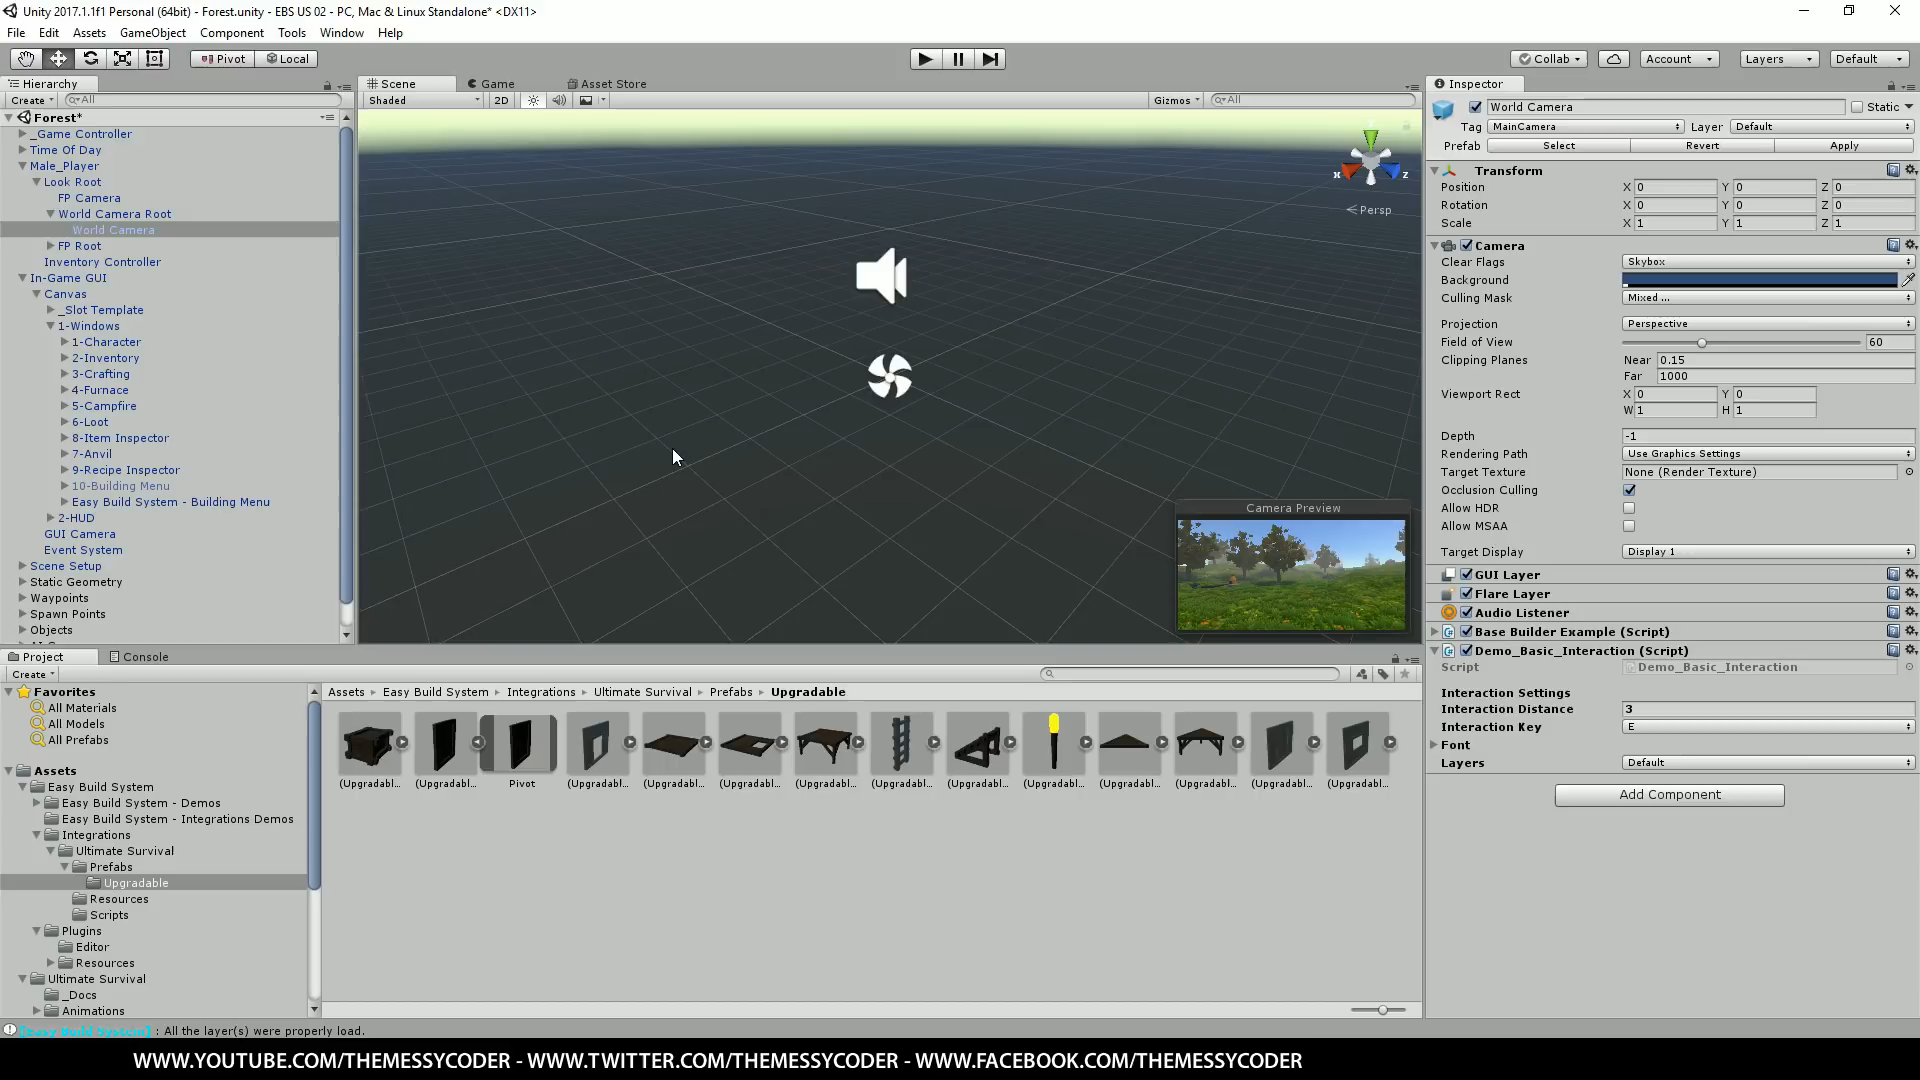 Unity 2017.1.1f1 Personal (64bit) - Forest.unity - EBS US 02 - PC, Mac & Linux Standalone* <DX11>
File Edit Assets GameObject Component Tools Window Help
Pivot Local Collab Account Layers Default
Hierarchy
Create All
Forest*
_Game Controller
Time Of Day
Male_Player
Look Root
FP Camera
World Camera Root
World Camera
FP Root
Inventory Controller
In-Game GUI
Canvas
_Slot Template
1-Windows
1-Character
2-Inventory
3-Crafting
4-Furnace
5-Campfire
6-Loot
8-Item Inspector
7-Anvil
9-Recipe Inspector
10-Building Menu
Easy Build System - Building Menu
2-HUD
GUI Camera
Event System
Scene Setup
Static Geometry
Waypoints
Spawn Points
Objects
Scene Game Asset Store
Shaded 2D Gizmos All
X Z
Persp
Camera Preview
Inspector
World Camera Static
Tag MainCamera Layer Default
Prefab Select Revert Apply
Transform
Position X 0 Y 0 Z 0
Rotation X 0 Y 0 Z 0
Scale X 1 Y 1 Z 1
Camera
Clear Flags Skybox
Background
Culling Mask Mixed ...
Projection Perspective
Field of View 60
Clipping Planes Near 0.15
Far 1000
Viewport Rect X 0 Y 0
W 1 H 1
Depth -1
Rendering Path Use Graphics Settings
Target Texture None (Render Texture)
Occlusion Culling
Allow HDR
Allow MSAA
Target Display Display 1
GUI Layer
Flare Layer
Audio Listener
Base Builder Example (Script)
Demo_Basic_Interaction (Script)
Script Demo_Basic_Interaction
Interaction Settings
Interaction Distance 3
Interaction Key E
Font
Layers Default
Add Component
Project Console
Create
Favorites
All Materials
All Models
All Prefabs
Assets
Easy Build System
Easy Build System - Demos
Easy Build System - Integrations Demos
Integrations
Ultimate Survival
Prefabs
Upgradable
Resources
Scripts
Plugins
Editor
Resources
Ultimate Survival
_Docs
Animations
Assets Easy Build System Integrations Ultimate Survival Prefabs Upgradable
(Upgradabl... (Upgradabl... Pivot (Upgradabl... (Upgradabl... (Upgradabl... (Upgradabl... (Upgradabl... (Upgradabl... (Upgradabl... (Upgradabl... (Upgradabl... (Upgradabl... (Upgradabl...
[Easy Build System] : All the layer(s) were properly load.
WWW.YOUTUBE.COM/THEMESSYCODER - WWW.TWITTER.COM/THEMESSYCODER - WWW.FACEBOOK.COM/THEMESSYCODER